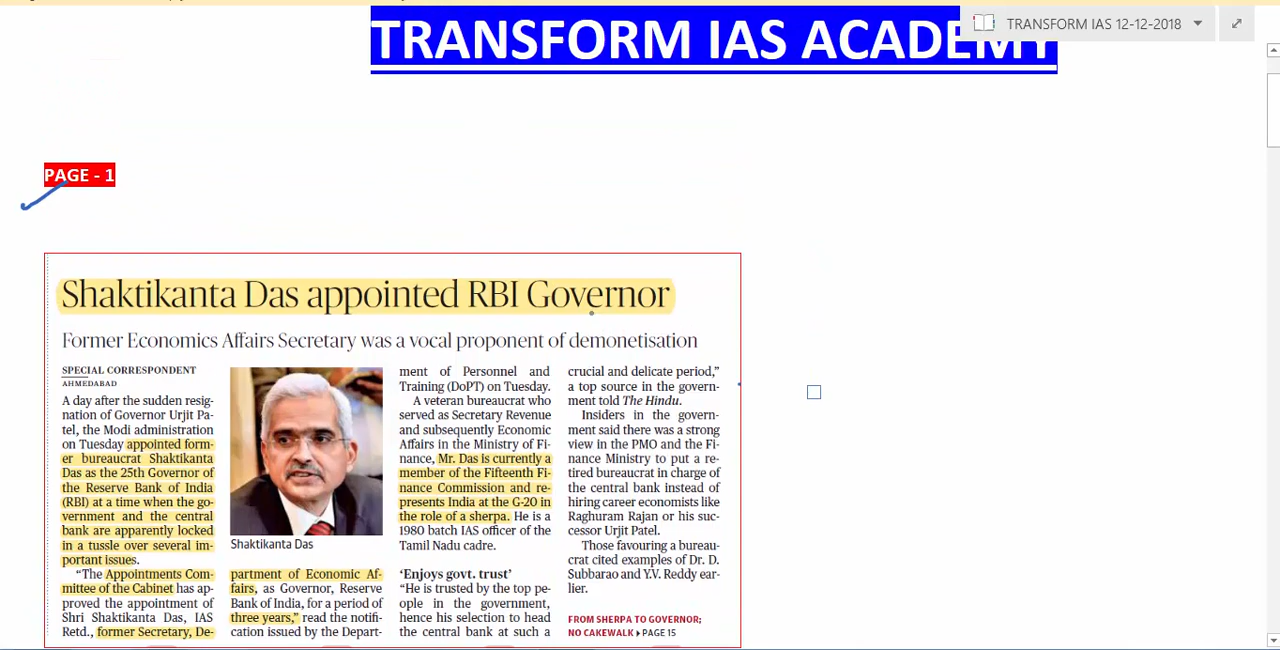 TRANSFORM IAS ACADEMY
TRANSFORM IAS 12-12-2018
PAGE - 1
Shaktikanta Das appointed RBI Governor
Former Economics Affairs Secretary was a vocal proponent of demonetisation
SPECIAL CORRESPONDENT
AHMEDABAD
A day after the sudden resig-
nation of Governor Urjit Pa-
tel, the Modi administration
on Tuesday appointed form-
er bureaucrat Shaktikanta
Das as the 25th Governor of
the Reserve Bank of India
(RBI) at a time when the go-
vernment and the central
bank are apparently locked
in a tussle over several im-
portant issues.
"The Appointments Com-
mittee of the Cabinet has ap-
proved the appointment of
Shri Shaktikanta Das, IAS
Retd., former Secretary, De-
Shaktikanta Das
partment of Economic Af-
fairs, as Governor, Reserve
Bank of India, for a period of
three years," read the notifi-
cation issued by the Depart-
ment of Personnel and
Training (DoPT) on Tuesday.
A veteran bureaucrat who
served as Secretary Revenue
and subsequently Economic
Affairs in the Ministry of Fi-
nance, Mr. Das is currently a
member of the Fifteenth Fi-
nance Commission and re-
presents India at the G-20 in
the role of a sherpa. He is a
1980 batch IAS officer of the
Tamil Nadu cadre.
'Enjoys govt. trust'
"He is trusted by the top pe-
ople in the government,
hence his selection to head
the central bank at such a
crucial and delicate period,"
a top source in the govern-
ment told The Hindu.
Insiders in the govern-
ment said there was a strong
view in the PMO and the Fi-
nance Ministry to put a re-
tired bureaucrat in charge of
the central bank instead of
hiring career economists like
Raghuram Rajan or his suc-
cessor Urjit Patel.
Those favouring a bureau-
crat cited examples of Dr. D.
Subbarao and Y.V. Reddy ear-
lier.
FROM SHERPA TO GOVERNOR;
NO CAKEWALK PAGE 15